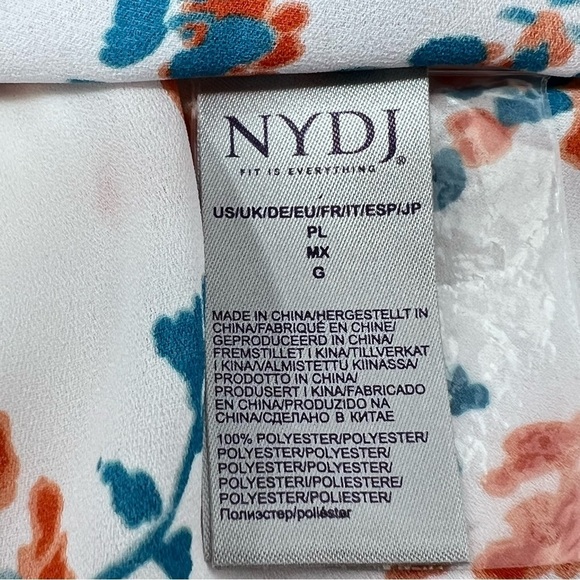 NYDJ®
FIT IS EVERYTHING
US/UK/DE/EU/FR/IT/ESP/JP
PL
MX
G
MADE IN CHINA/HERGESTELLT IN
CHINA/FABRIQUÉ EN CHINE/
GEPRODUCEERD IN CHINA/
FREMSTILLET I KINA/TILLVERKAT
I KINA/VALMISTETTU KIINASSA/
PRODOTTO IN CHINA/
PRODUSERT I KINA/FABRICADO
EN CHINA/PRODUZIDO NA
CHINA/СДЕЛАНО В КИТАЕ
100% POLYESTER/POLYESTER/
POLYESTER/POLYESTER/
POLYESTER/POLYESTER/
POLYESTER/POLIESTERE/
POLYESTER/POLIESTER/
Полиэстер/poliéster